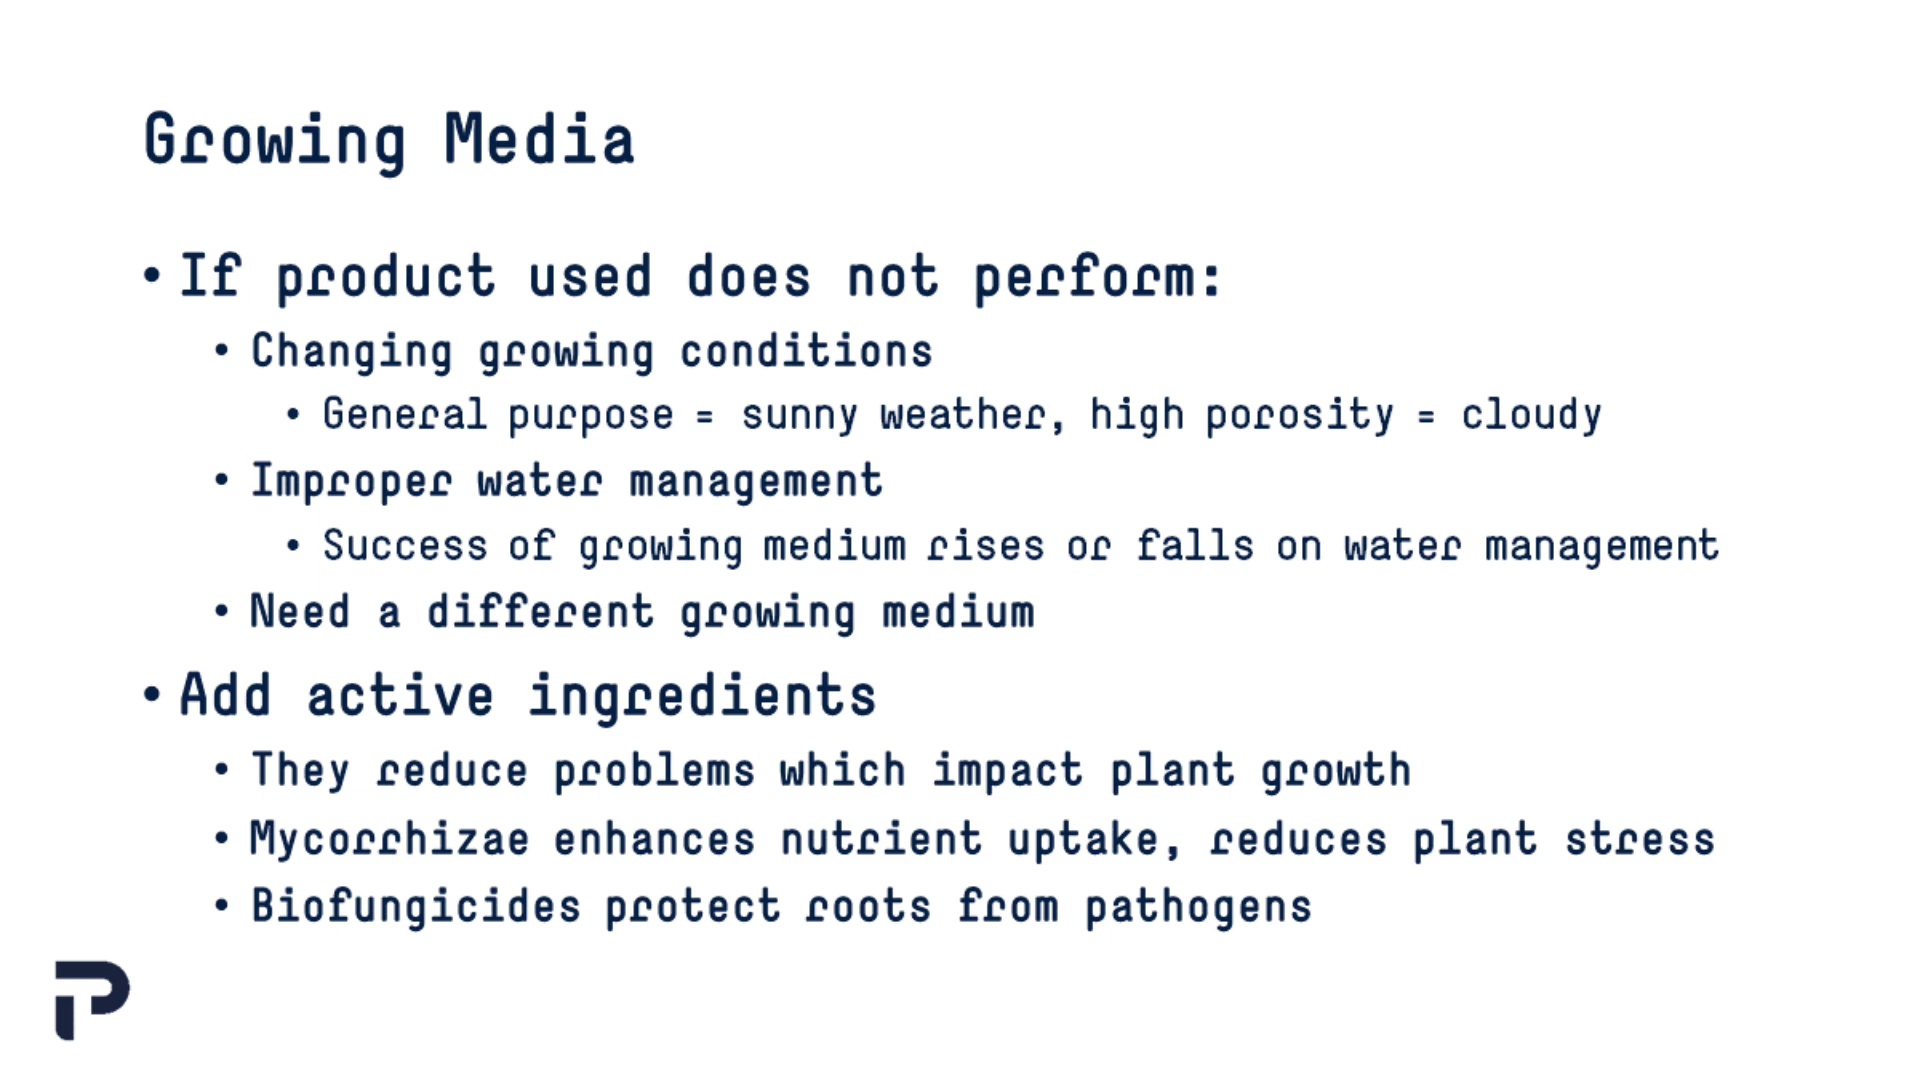 Growing Media
• If product used does not perform:
• Changing growing conditions
• General purpose = sunny weather, high porosity = cloudy
• Improper water management
• Success of growing medium rises or falls on water management
• Need a different growing medium
• Add active ingredients
• They reduce problems which impact plant growth
• Mycorrhizae enhances nutrient uptake, reduces plant stress
• Biofungicides protect roots from pathogens
P